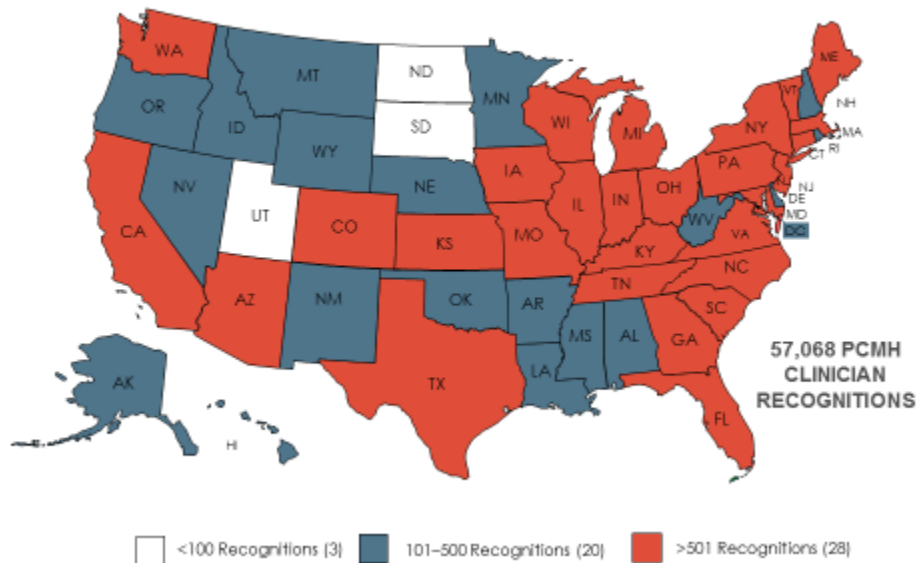 WA
MT
ND
MN
ME
VT
NH
OR
ID
SD
WI
MI
NY
MA
RI
CT
WY
IA
PA
NV
NE
IL
IN
OH
NJ
NJ
DE
MD
DC
UT
CO
KS
MO
KY
WV
VA
CA
AZ
NM
OK
AR
TN
NC
SC
MS
AL
GA
TX
LA
FL
AK
HI
57,068 PCMH
CLINICIAN
RECOGNITIONS
<100 Recognitions (3)
101–500 Recognitions (20)
>501 Recognitions (28)